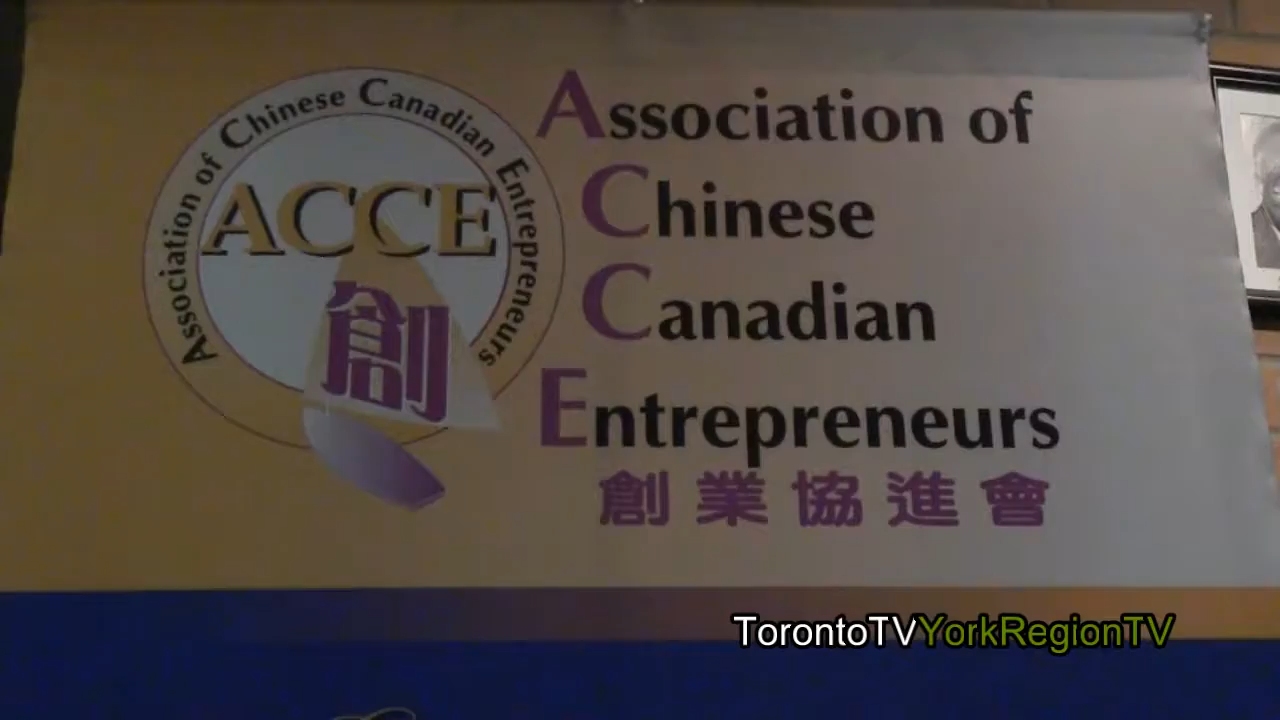 Association of Chinese Canadian Entrepreneurs
ACCE
創
Association of
Chinese
Canadian
Entrepreneurs
創業協進會
TorontoTVYorkRegionTV